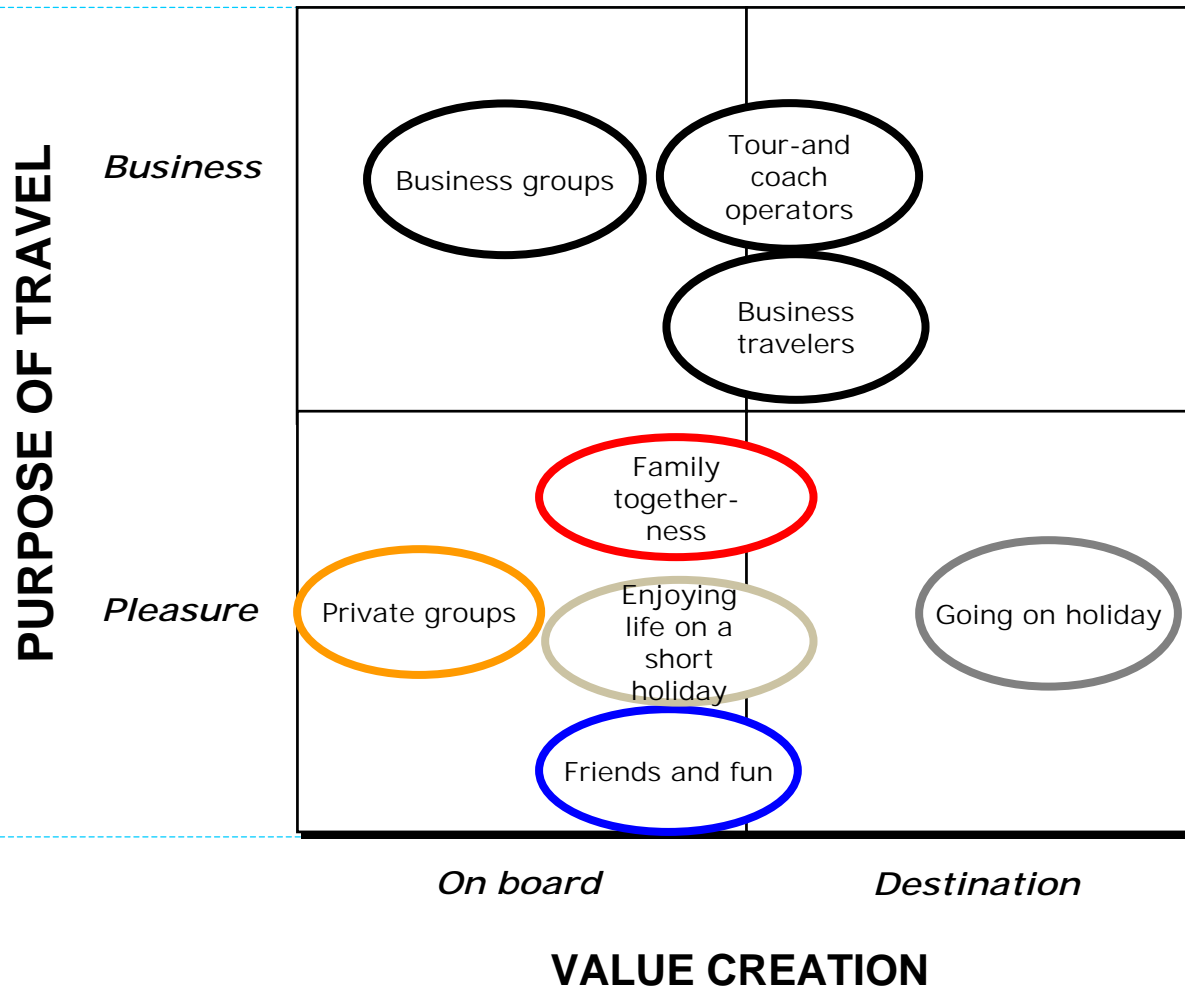 PURPOSE OF TRAVEL
Business
Business groups
Tour-and
coach
operators
Business
travelers
Family
together-
ness
Pleasure
Private groups
Enjoying
life on a
short
holiday
Going on holiday
Friends and fun
On board
Destination
VALUE CREATION